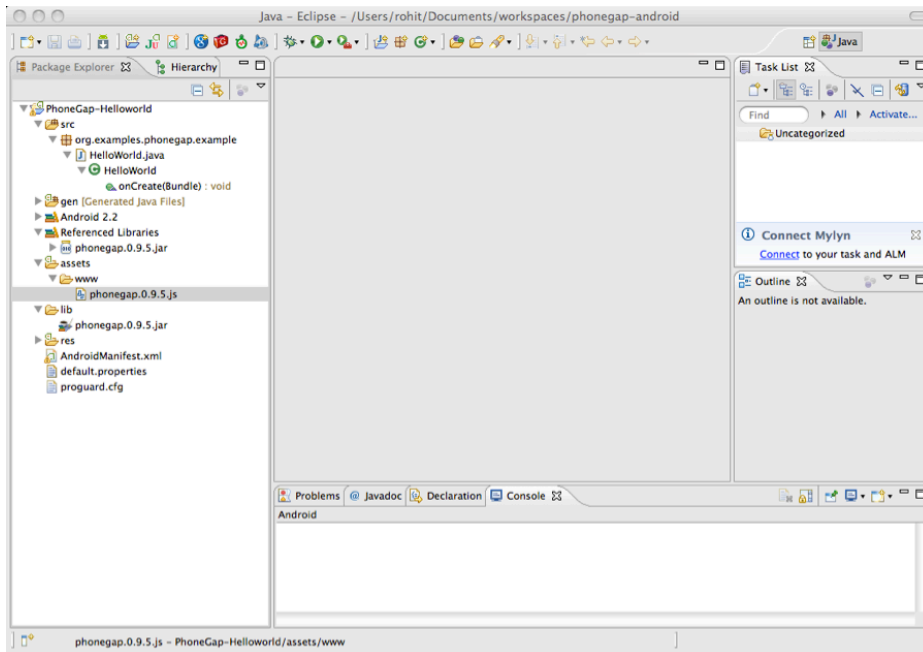 Java – Eclipse – /Users/rohit/Documents/workspaces/phonegap-android
Java
Package Explorer
Hierarchy
PhoneGap-Helloworld
src
org.examples.phonegap.example
HelloWorld.java
HelloWorld
onCreate(Bundle) : void
gen [Generated Java Files]
Android 2.2
Referenced Libraries
phonegap.0.9.5.jar
assets
www
phonegap.0.9.5.js
lib
phonegap.0.9.5.jar
res
AndroidManifest.xml
default.properties
proguard.cfg
Task List
Find All Activate...
Uncategorized
Connect Mylyn
Connect to your task and ALM
Outline
An outline is not available.
Problems @ Javadoc Declaration Console
Android
phonegap.0.9.5.js – PhoneGap-Helloworld/assets/www